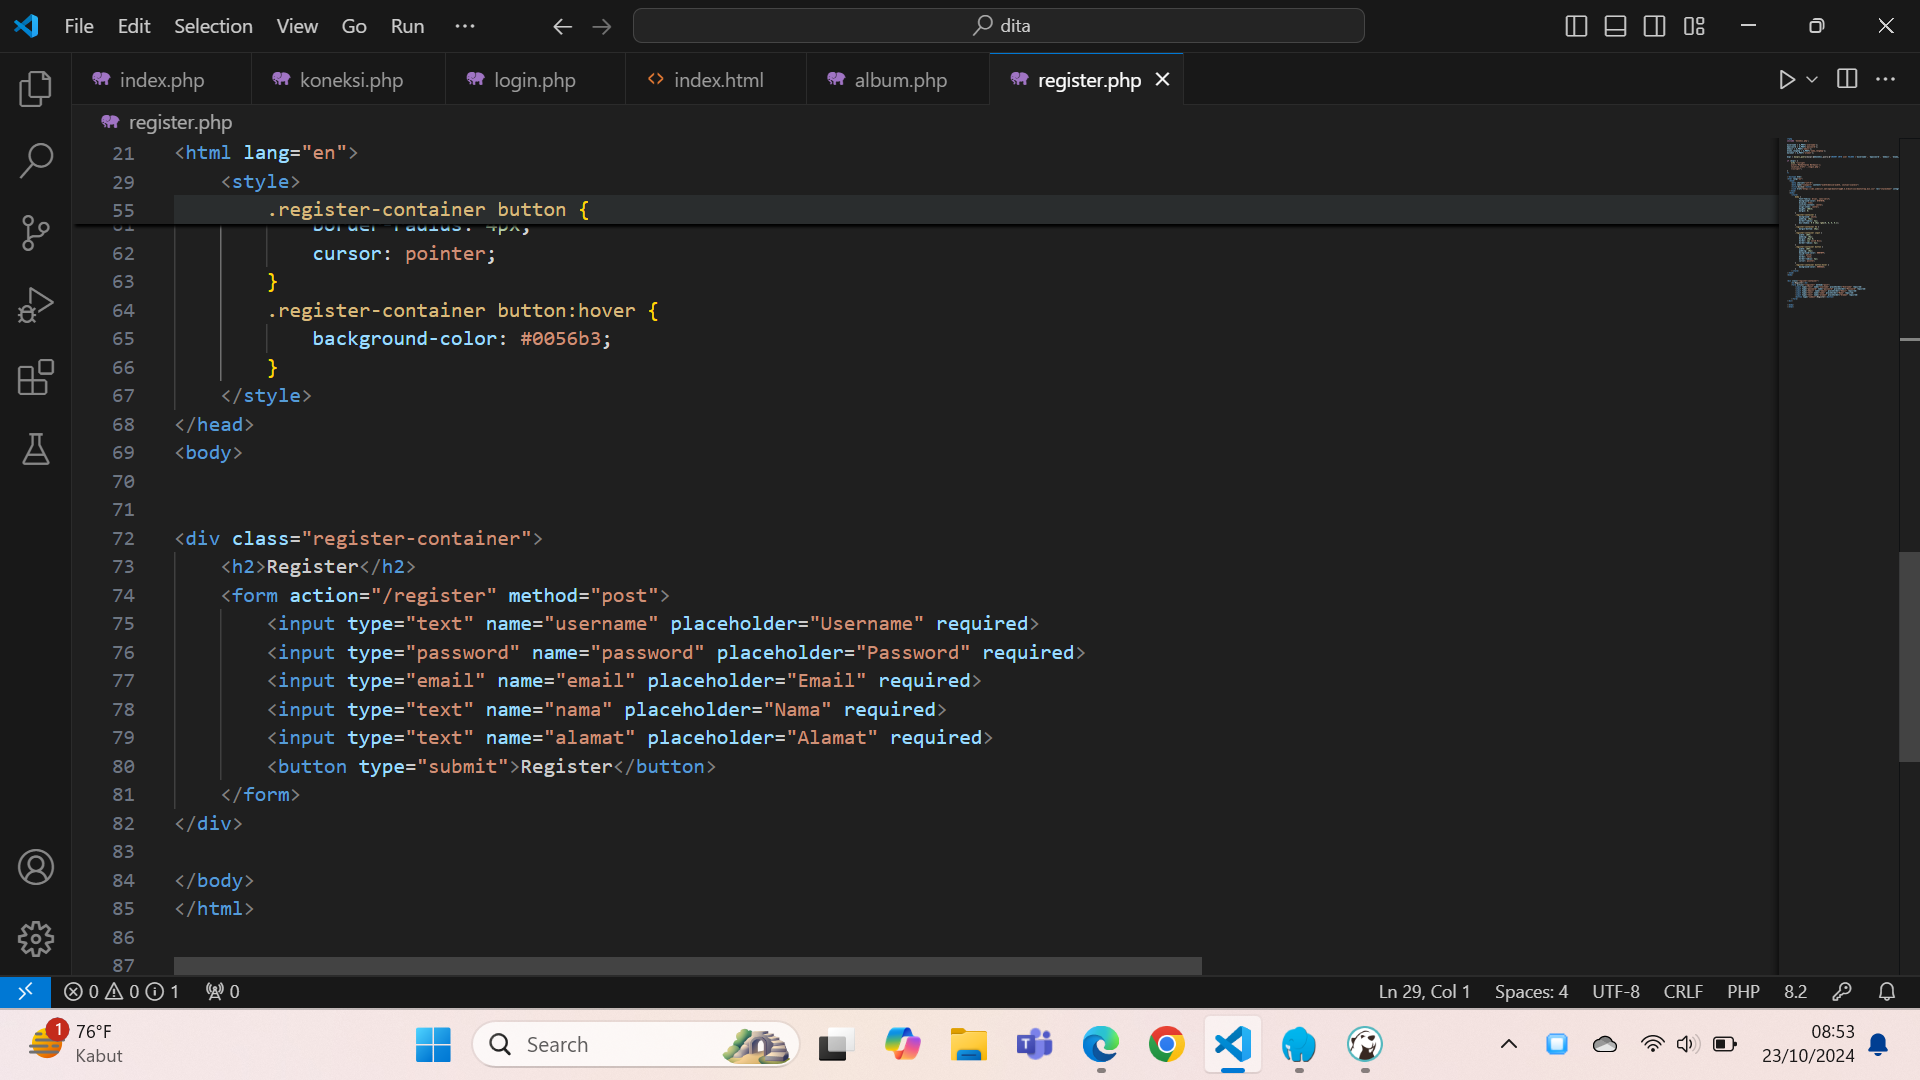 File Edit Selection View Go Run ··· dita
index.php koneksi.php login.php index.html album.php register.php
register.php
21 <html lang="en">
29 <style>
55 .register-container button {
61 border-radius: 4px;
62 cursor: pointer;
63 }
64 .register-container button:hover {
65 background-color: #0056b3;
66 }
67 </style>
68 </head>
69 <body>
70
71
72 <div class="register-container">
73 <h2>Register</h2>
74 <form action="/register" method="post">
75 <input type="text" name="username" placeholder="Username" required>
76 <input type="password" name="password" placeholder="Password" required>
77 <input type="email" name="email" placeholder="Email" required>
78 <input type="text" name="nama" placeholder="Nama" required>
79 <input type="text" name="alamat" placeholder="Alamat" required>
80 <button type="submit">Register</button>
81 </form>
82 </div>
83
84 </body>
85 </html>
86
87
0 0 1 0 Ln 29, Col 1 Spaces: 4 UTF-8 CRLF PHP 8.2
1 76°F
Kabut
Search
08:53
23/10/2024